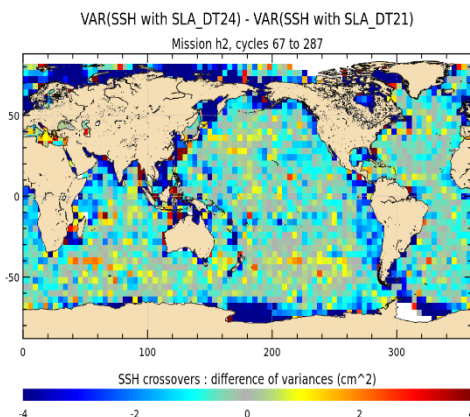 VAR(SSH with SLA_DT24) - VAR(SSH with SLA_DT21)
Mission h2, cycles 67 to 287
50
0
-50
0 100 200 300
SSH crossovers : difference of variances (cm^2)
-4 -2 0 2